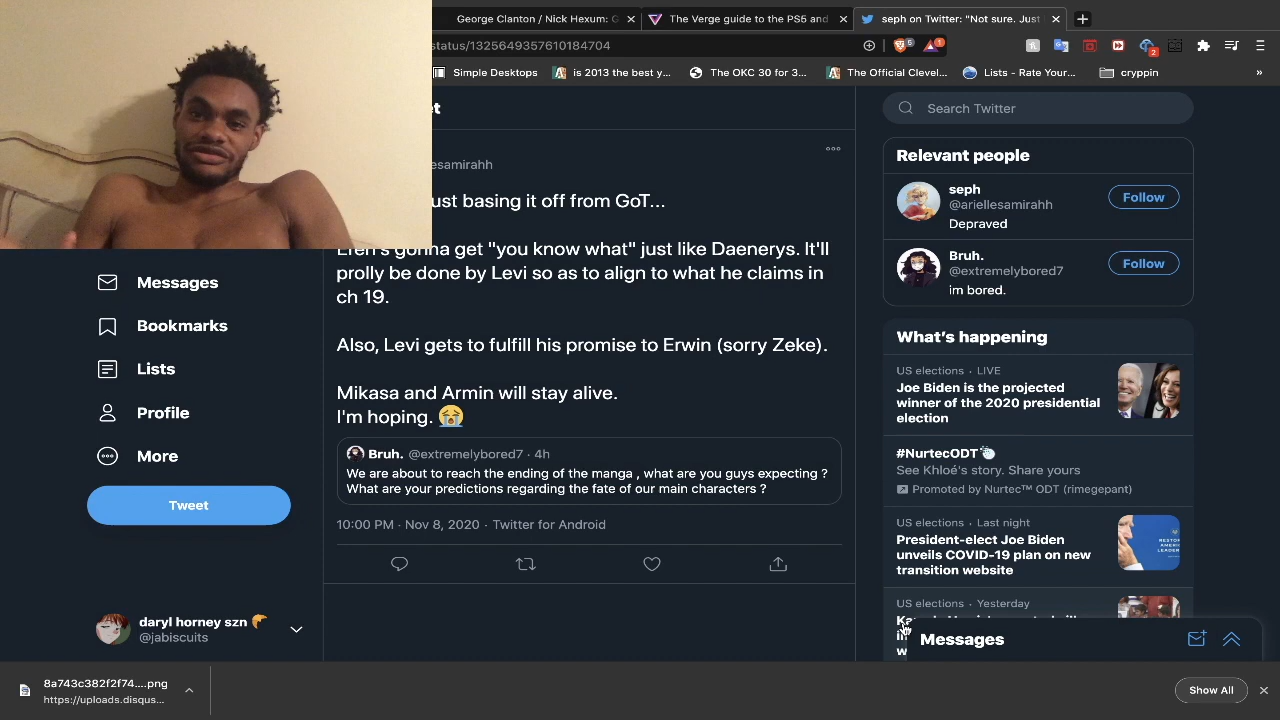 George Clanton / Nick Hexum: G
The Verge guide to the PS5 and
seph on Twitter: "Not sure. Just
status/1325649357610184704
Simple Desktops
is 2013 the best y...
The OKC 30 for 3...
The Official Clevel...
Lists - Rate Your...
cryppin
»
et
Search Twitter
esamirahh
ust basing it off from GoT...
Eren's gonna get "you know what" just like Daenerys. It'll
prolly be done by Levi so as to align to what he claims in
ch 19.
Also, Levi gets to fulfill his promise to Erwin (sorry Zeke).
Mikasa and Armin will stay alive.
I'm hoping. 😭
Bruh. @extremelybored7 · 4h
We are about to reach the ending of the manga , what are you guys expecting ?
What are your predictions regarding the fate of our main characters ?
10:00 PM · Nov 8, 2020 · Twitter for Android
Messages
Bookmarks
Lists
Profile
More
Tweet
daryl horney szn 🥐
@jabiscuits
Relevant people
seph
@ariellesamirahh
Follow
Depraved
Bruh.
@extremelybored7
Follow
im bored.
What's happening
US elections · LIVE
Joe Biden is the projected
winner of the 2020 presidential
election
#NurtecODT
See Khloé's story. Share yours
Promoted by Nurtec™ ODT (rimegepant)
US elections · Last night
President-elect Joe Biden
unveils COVID-19 plan on new
transition website
US elections · Yesterday
Messages
8a743c382f2f74....png
https://uploads.disqus...
Show All